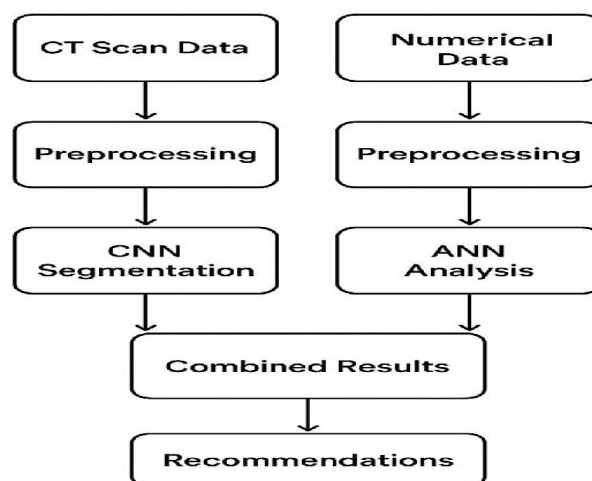 CT Scan Data
Numerical
Data
Preprocessing
Preprocessing
CNN
Segmentation
ANN
Analysis
Combined Results
Recommendations